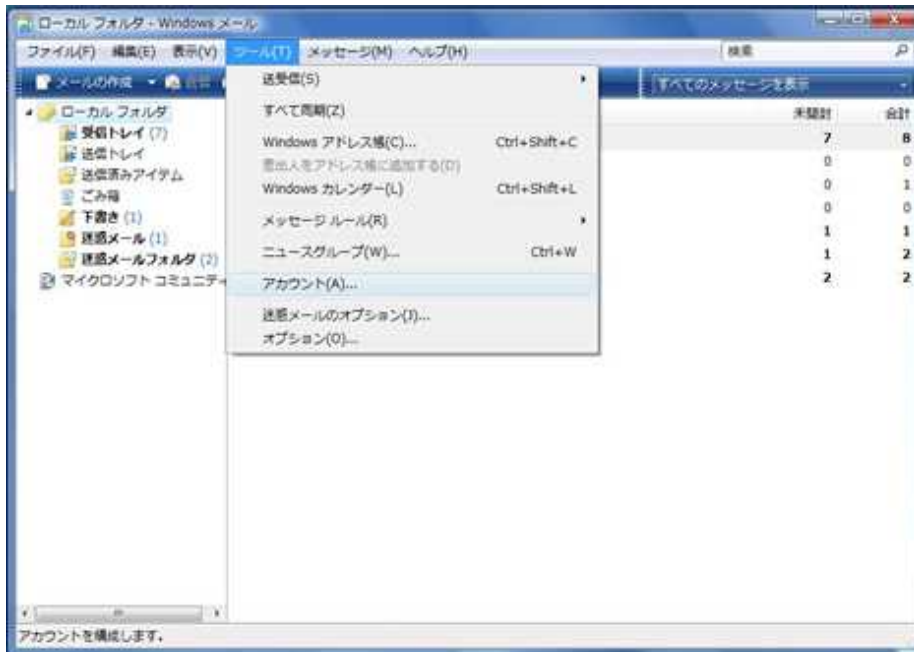 ローカル フォルダ - Windows メール
ファイル(F) 編集(E) 表示(V) ツール(T) メッセージ(M) ヘルプ(H) 検索
メールの作成 すべてのメッセージを表示
ローカル フォルダ 未開封 合計
受信トレイ (7) 7 8
送信トレイ 0 0
送信済みアイテム 0 1
ごみ箱 0 0
下書き (1) 1 1
迷惑メール (1) 1 2
迷惑メールフォルダ (2) 2 2
マイクロソフト コミュニティ
送受信(S)
すべて同期(Z)
Windows アドレス帳(C)... Ctrl+Shift+C
差出人をアドレス帳に追加する(D)
Windows カレンダー(L) Ctrl+Shift+L
メッセージ ルール(R)
ニュースグループ(W)... Ctrl+W
アカウント(A)...
迷惑メールのオプション(J)...
オプション(O)...
アカウントを構成します。